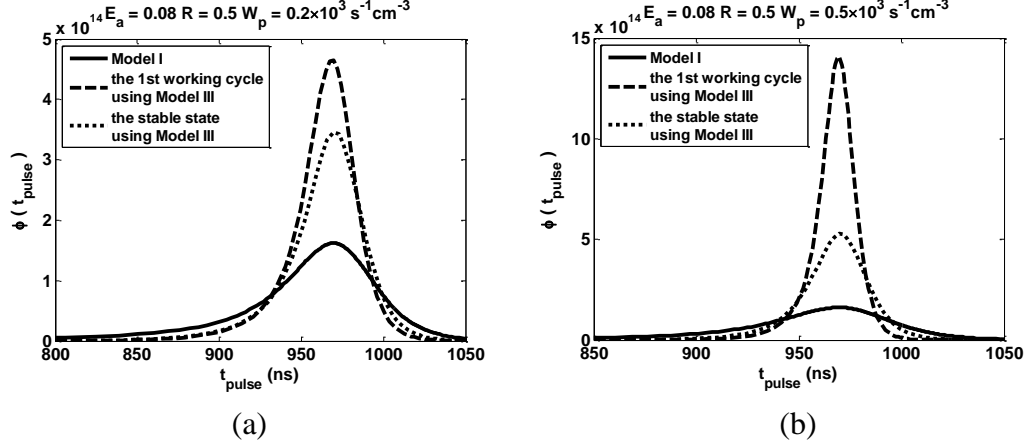 x 10^14 E_a = 0.08 R = 0.5 W_p = 0.2×10^3 s^-1cm^-3
5
4
3
2
1
0
ϕ ( t_pulse )
Model I
the 1st working cycle
using Model III
the stable state
using Model III
800 850 900 950 1000 1050
t_pulse (ns)
(a)
x 10^14 E_a = 0.08 R = 0.5 W_p = 0.5×10^3 s^-1cm^-3
15
10
5
0
ϕ ( t_pulse )
Model I
the 1st working cycle
using Model III
the stable state
using Model III
850 900 950 1000 1050
t_pulse (ns)
(b)